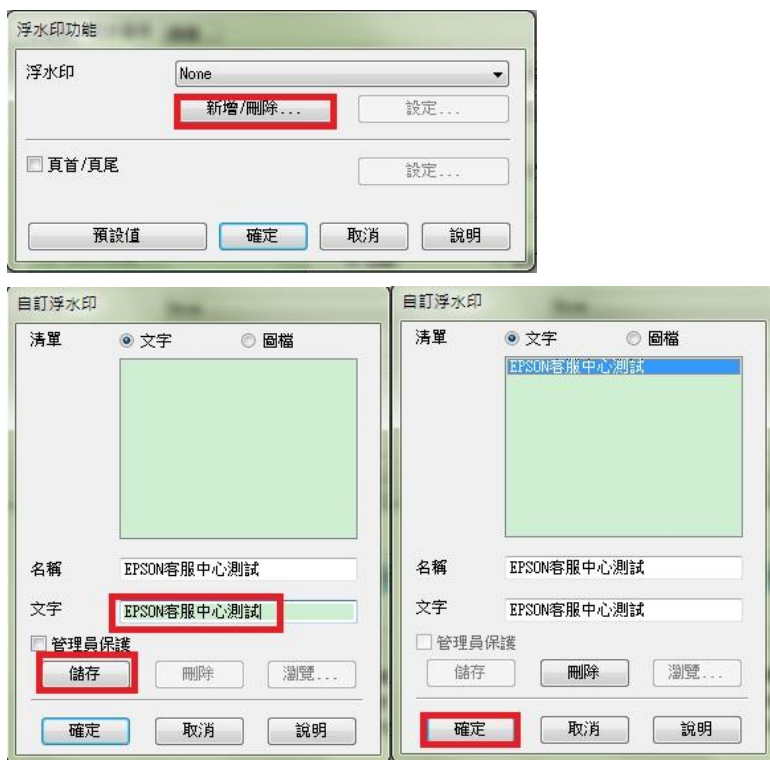 浮水印功能
浮水印 None
新增/刪除... 設定...
頁首/頁尾 設定...
預設值 確定 取消 說明
自訂浮水印
清單 文字 圖檔
名稱 EPSON客服中心測試
文字 EPSON客服中心測試
管理員保護
儲存 刪除 瀏覽...
確定 取消 說明
自訂浮水印
清單 文字 圖檔
EPSON客服中心測試
名稱 EPSON客服中心測試
文字 EPSON客服中心測試
管理員保護
儲存 刪除 瀏覽...
確定 取消 說明